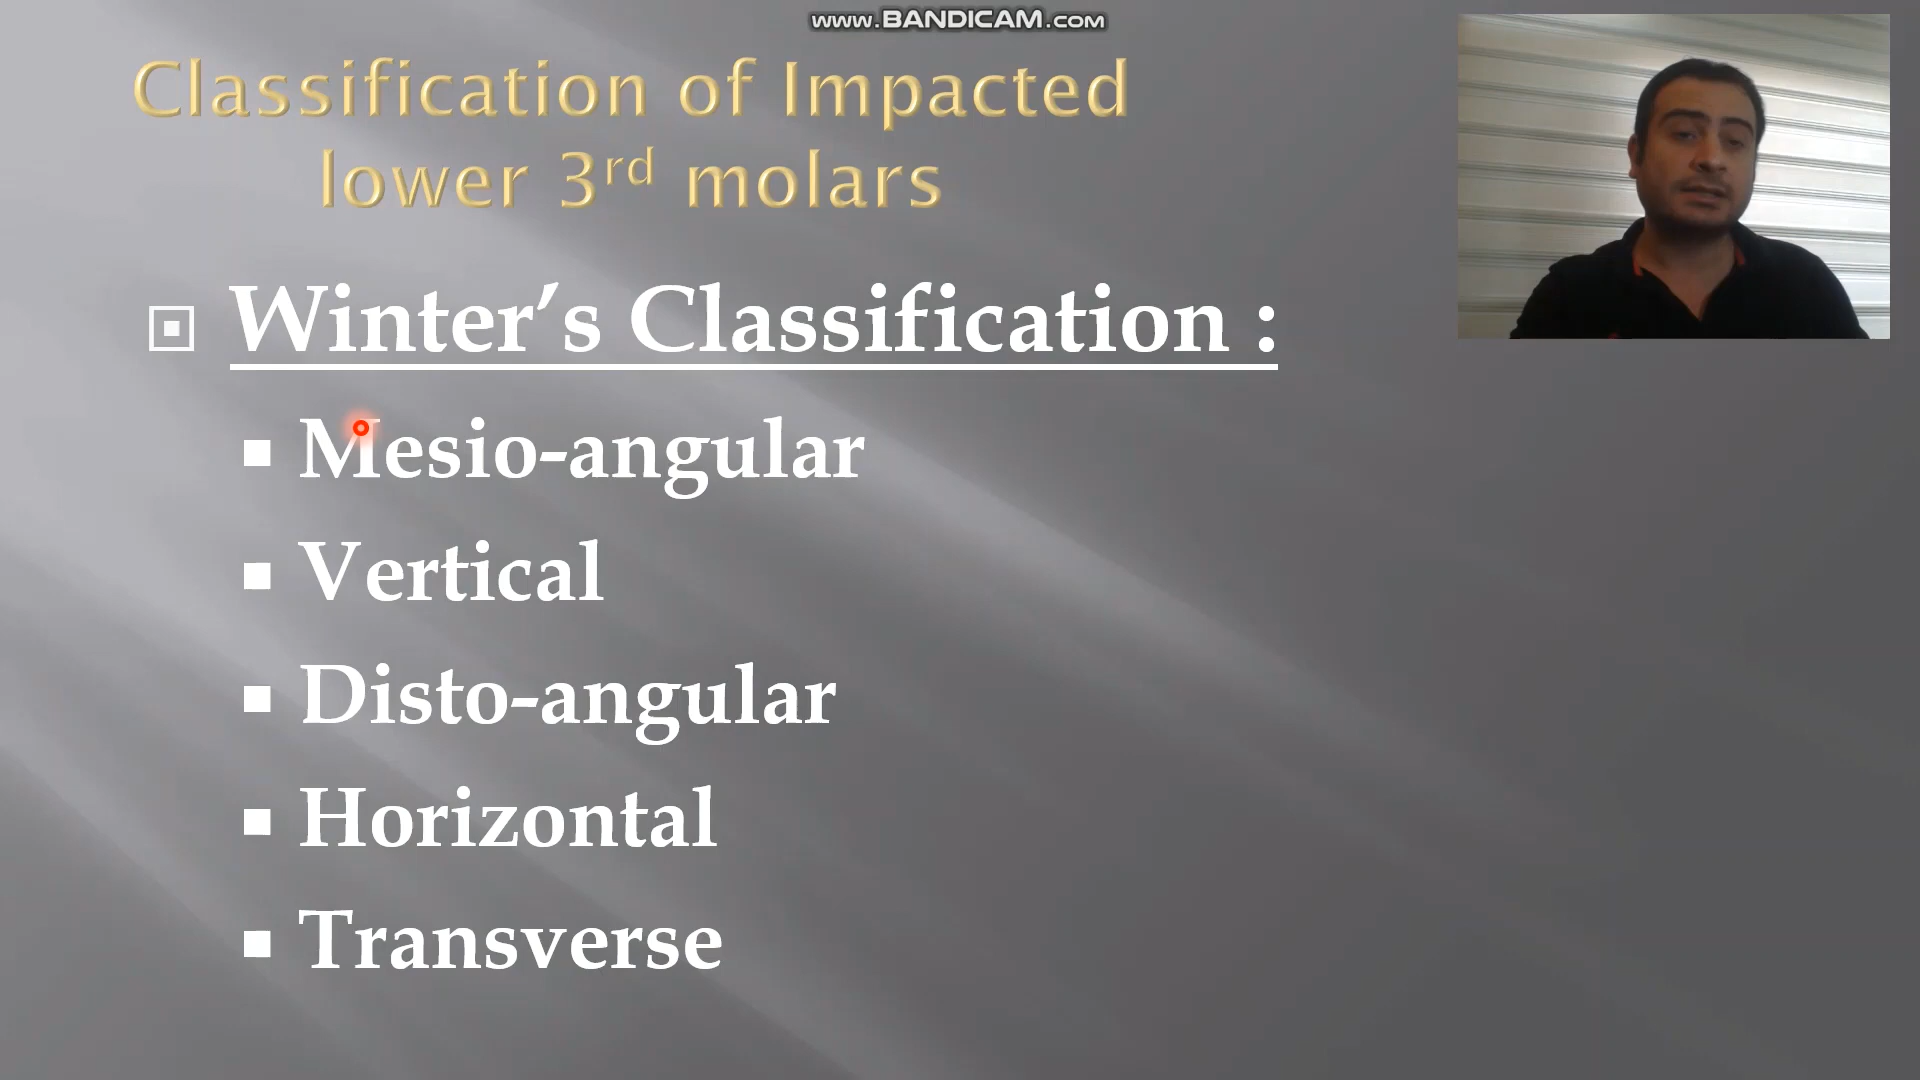 www.BANDICAM.com
Classification of Impacted
lower 3rd molars
Winter’s Classification :
Mesio-angular
Vertical
Disto-angular
Horizontal
Transverse